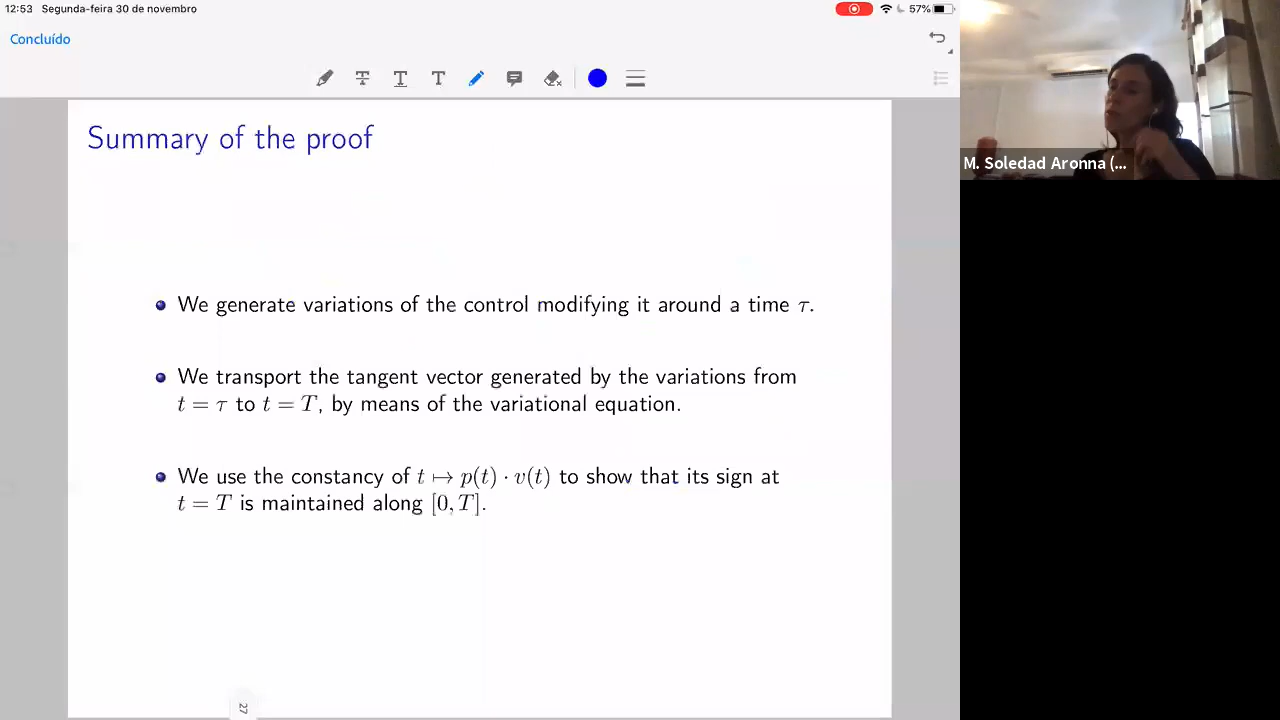 12:53 Segunda-feira 30 de novembro
57%
Concluído
Summary of the proof
We generate variations of the control modifying it around a time τ.
We transport the tangent vector generated by the variations from
t = τ to t = T, by means of the variational equation.
We use the constancy of t ↦ p(t) · v(t) to show that its sign at
t = T is maintained along [0, T].
27
M. Soledad Aronna (...